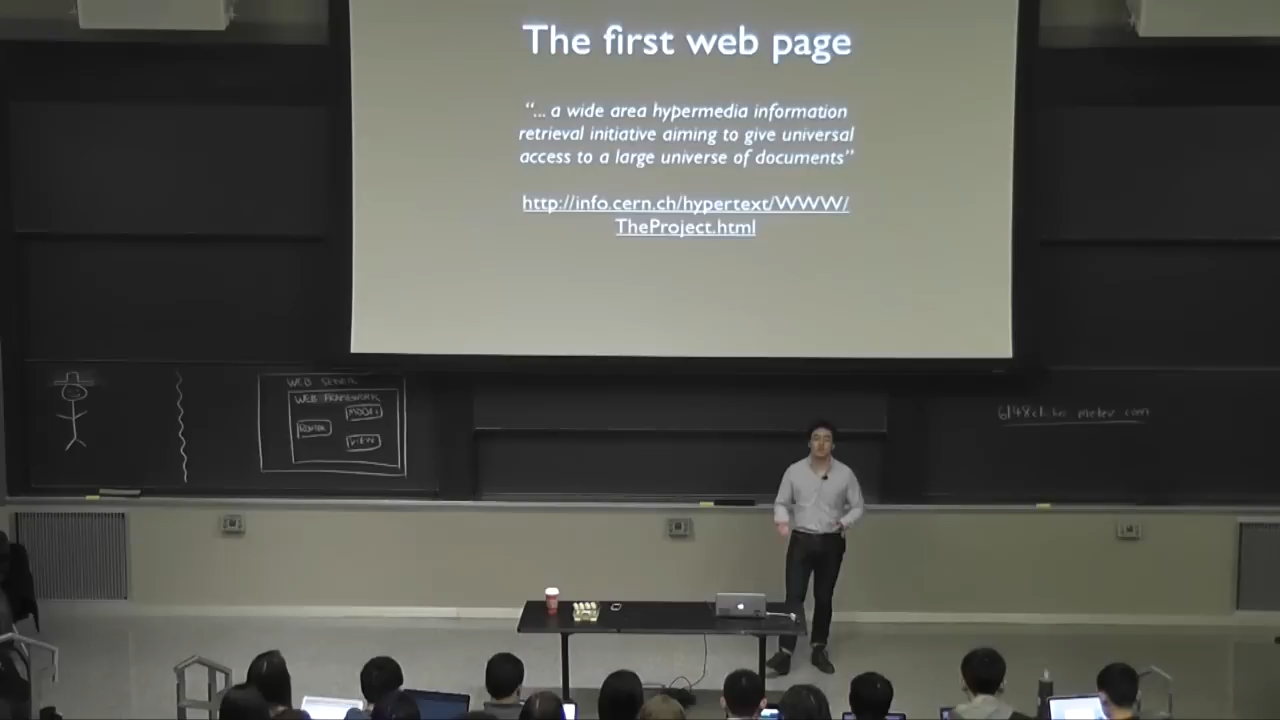 The first web page
“... a wide area hypermedia information
retrieval initiative aiming to give universal
access to a large universe of documents”
http://info.cern.ch/hypertext/WWW/
TheProject.html
WEB SERVER
WEB FRAMEWORK
MODEL
ROUTER
VIEW